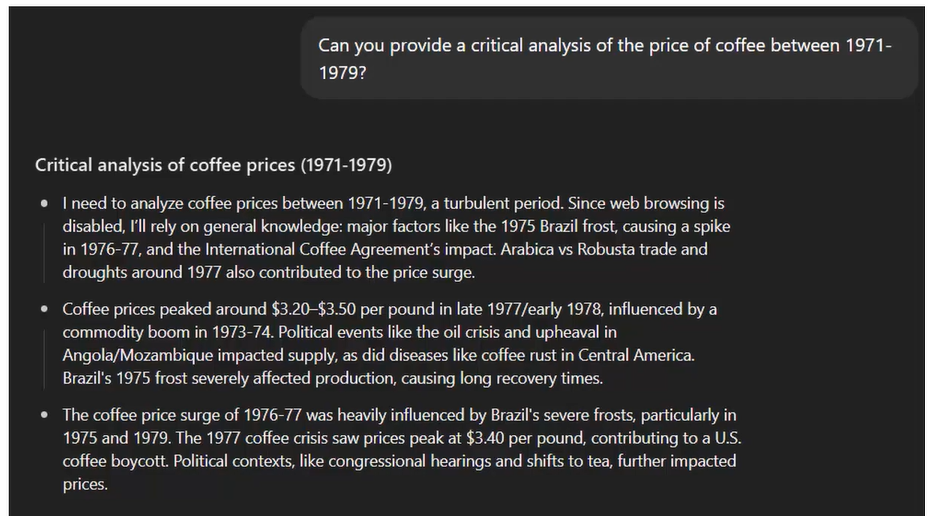 Can you provide a critical analysis of the price of coffee between 1971-
1979?
Critical analysis of coffee prices (1971-1979)
I need to analyze coffee prices between 1971-1979, a turbulent period. Since web browsing is
disabled, I'll rely on general knowledge: major factors like the 1975 Brazil frost, causing a spike
in 1976-77, and the International Coffee Agreement's impact. Arabica vs Robusta trade and
droughts around 1977 also contributed to the price surge.
Coffee prices peaked around $3.20–$3.50 per pound in late 1977/early 1978, influenced by a
commodity boom in 1973-74. Political events like the oil crisis and upheaval in
Angola/Mozambique impacted supply, as did diseases like coffee rust in Central America.
Brazil's 1975 frost severely affected production, causing long recovery times.
The coffee price surge of 1976-77 was heavily influenced by Brazil's severe frosts, particularly in
1975 and 1979. The 1977 coffee crisis saw prices peak at $3.40 per pound, contributing to a U.S.
coffee boycott. Political contexts, like congressional hearings and shifts to tea, further impacted
prices.